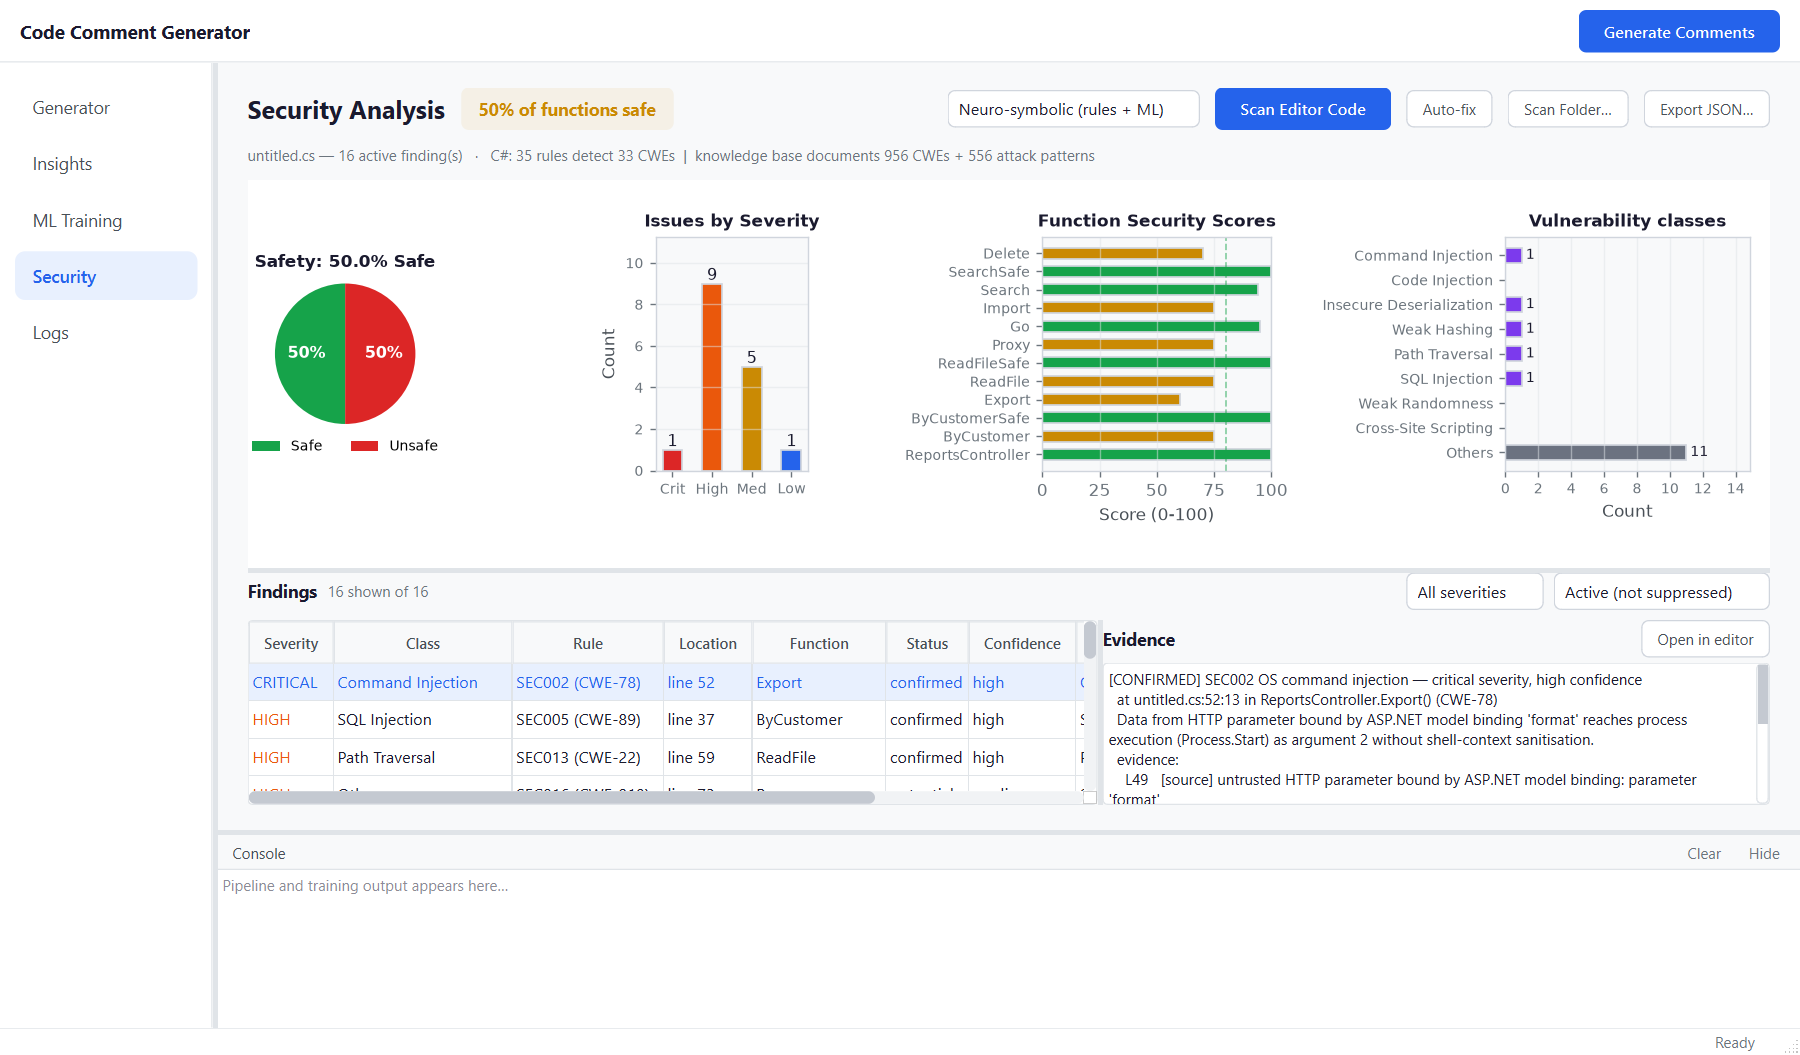 Code Comment Generator
Generate Comments
Generator
Insights
ML Training
Security
Logs
Security Analysis
50% of functions safe
Neuro-symbolic (rules + ML)
Scan Editor Code
Auto-fix
Scan Folder...
Export JSON...
untitled.cs — 16 active finding(s) · C#: 35 rules detect 33 CWEs | knowledge base documents 956 CWEs + 556 attack patterns
Safety: 50.0% Safe
50% 50%
Safe Unsafe
Issues by Severity
Count
10
8
6
4
2
0
1 9 5 1
Crit High Med Low
Function Security Scores
Delete
SearchSafe
Search
Import
Go
Proxy
ReadFileSafe
ReadFile
Export
ByCustomerSafe
ByCustomer
ReportsController
0 25 50 75 100
Score (0-100)
Vulnerability classes
Command Injection 1
Code Injection
Insecure Deserialization 1
Weak Hashing 1
Path Traversal 1
SQL Injection 1
Weak Randomness
Cross-Site Scripting
Others 11
0 2 4 6 8 10 12 14
Count
Findings 16 shown of 16
All severities
Active (not suppressed)
Severity Class Rule Location Function Status Confidence
CRITICAL Command Injection SEC002 (CWE-78) line 52 Export confirmed high
HIGH SQL Injection SEC005 (CWE-89) line 37 ByCustomer confirmed high
HIGH Path Traversal SEC013 (CWE-22) line 59 ReadFile confirmed high
Evidence
Open in editor
[CONFIRMED] SEC002 OS command injection — critical severity, high confidence
at untitled.cs:52:13 in ReportsController.Export() (CWE-78)
Data from HTTP parameter bound by ASP.NET model binding 'format' reaches process
execution (Process.Start) as argument 2 without shell-context sanitisation.
evidence:
L49 [source] untrusted HTTP parameter bound by ASP.NET model binding: parameter
'format'
Console
Clear
Hide
Pipeline and training output appears here...
Ready